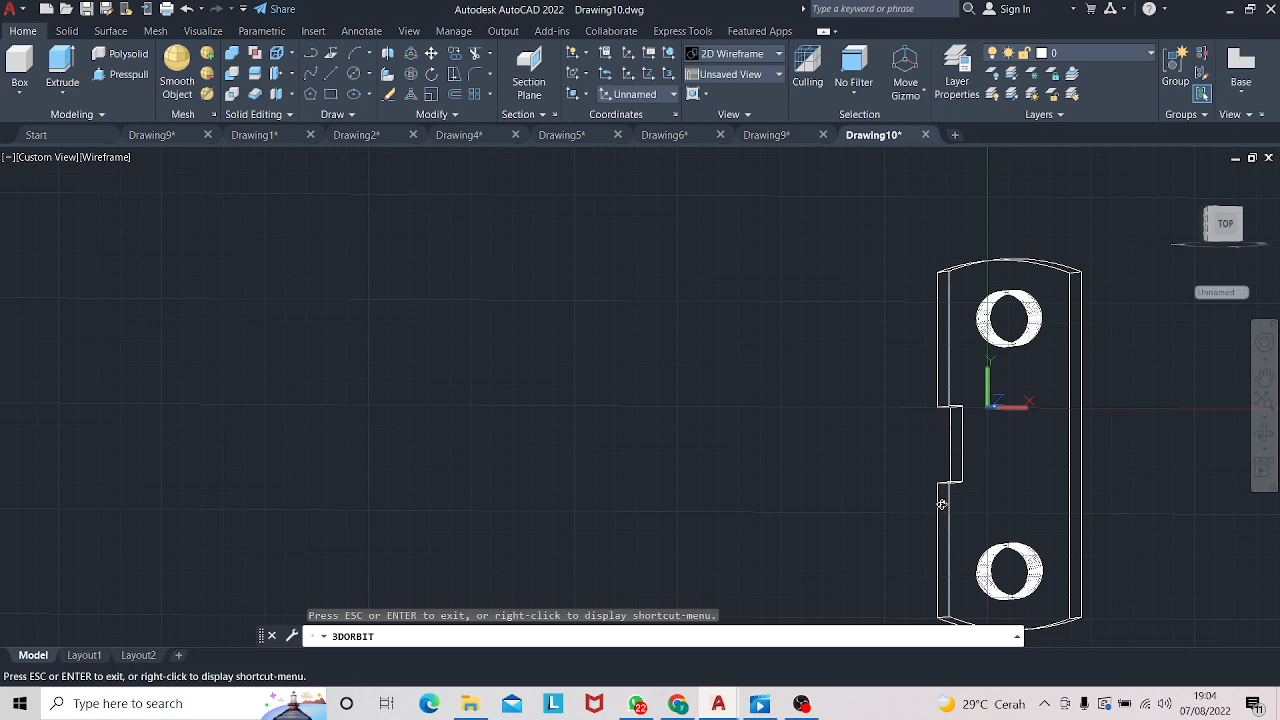 Share
Autodesk AutoCAD 2022 Drawing10.dwg
Type a keyword or phrase
Sign In
Home Solid Surface Mesh Visualize Parametric Insert Annotate View Manage Output Add-ins Collaborate Express Tools Featured Apps
Polysolid
Presspull
Box
Extrude
Smooth Object
Section Plane
2D Wireframe
Unsaved View
Unnamed
Culling
No Filter
Move Gizmo
Layer Properties
0
Group
Base
Modeling
Mesh
Solid Editing
Draw
Modify
Section
Coordinates
View
Selection
Layers
Groups
View
Start Drawing9* Drawing1* Drawing2* Drawing4* Drawing5* Drawing6* Drawing9* Drawing10*
[−][Custom View][Wireframe]
TOP
Unnamed
Y
Z X
Press ESC or ENTER to exit, or right-click to display shortcut-menu.
3DORBIT
Model Layout1 Layout2
Press ESC or ENTER to exit, or right-click to display shortcut-menu.
Type here to search
22
29°C Cerah
19:04
07/08/2022